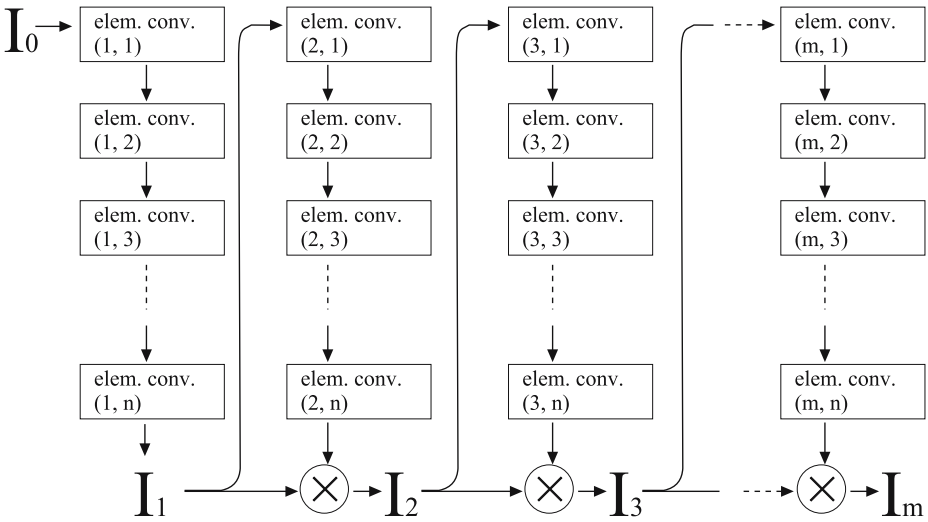 I0
elem. conv.
(1, 1)
elem. conv.
(2, 1)
elem. conv.
(3, 1)
elem. conv.
(m, 1)
elem. conv.
(1, 2)
elem. conv.
(2, 2)
elem. conv.
(3, 2)
elem. conv.
(m, 2)
elem. conv.
(1, 3)
elem. conv.
(2, 3)
elem. conv.
(3, 3)
elem. conv.
(m, 3)
elem. conv.
(1, n)
elem. conv.
(2, n)
elem. conv.
(3, n)
elem. conv.
(m, n)
I1
I2
I3
Im